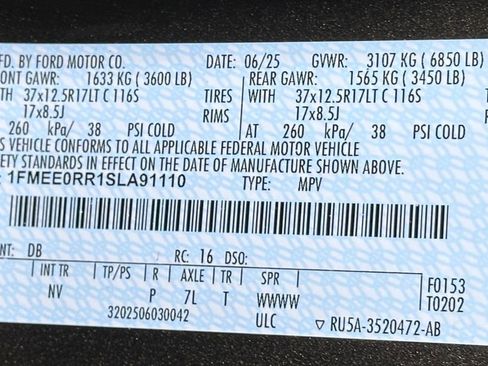 FD. BY FORD MOTOR CO. 06/25 GVWR: 3107 KG ( 6850 LB)
ONT GAWR: 1633 KG ( 3600 LB) REAR GAWR: 1565 KG ( 3450 LB)
TH 37x12.5R17LT C 116S TIRES WITH 37x12.5R17LT C 116S TIRES
17x8.5J RIMS 17x8.5J RIMS
260 kPa/ 38 PSI COLD AT 260 kPa/ 38 PSI COLD
S VEHICLE CONFORMS TO ALL APPLICABLE FEDERAL MOTOR VEHICLE
ETY STANDARDS IN EFFECT ON THE DATE OF MANUFACTURE SHOWN ABOVE.
: 1FMEE0RR1SLA91110 TYPE: MPV
NT: DB RC: 16 DSO:
INT TR TP/PS R AXLE TR SPR F0153
NV P 7L T WWWW T0202
3202506030042 ULC ▽ RU5A-3520472-AB